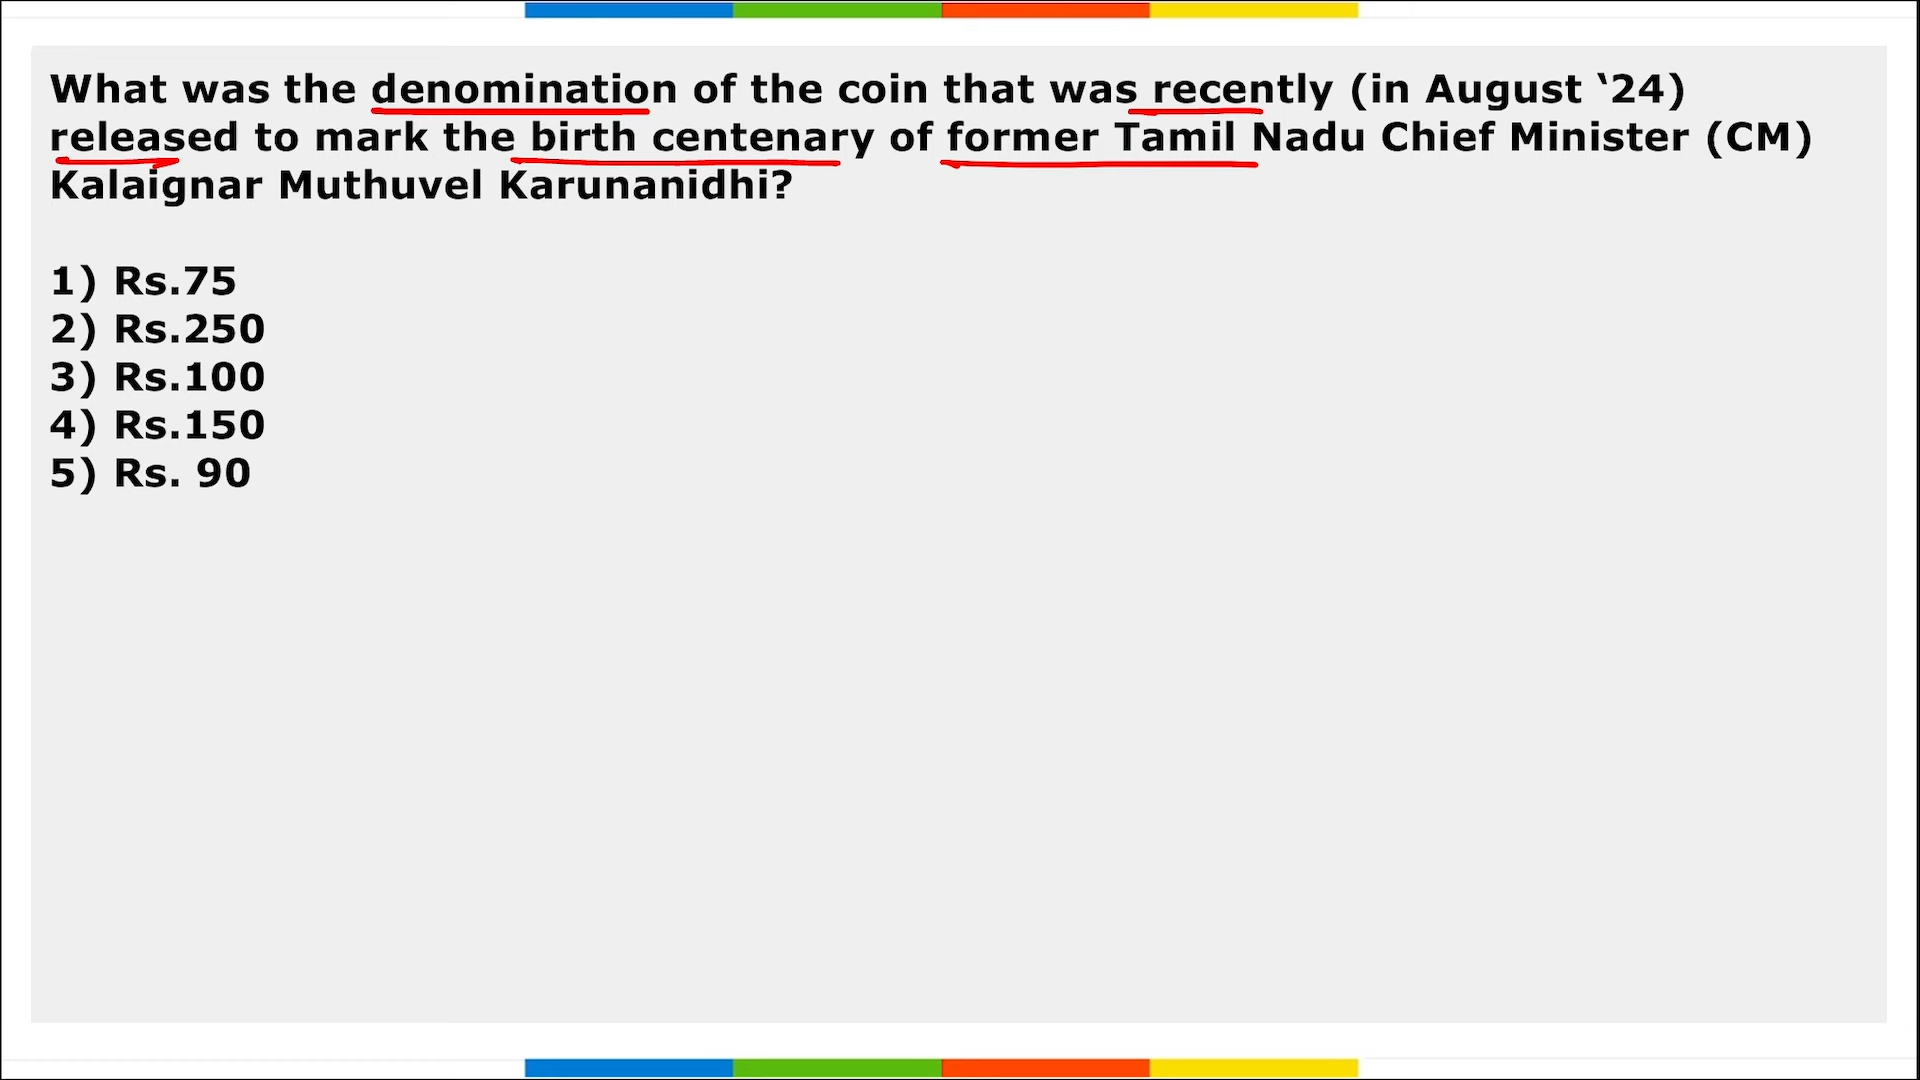 What was the denomination of the coin that was recently (in August ‘24)
released to mark the birth centenary of former Tamil Nadu Chief Minister (CM)
Kalaignar Muthuvel Karunanidhi?
1) Rs.75
2) Rs.250
3) Rs.100
4) Rs.150
5) Rs. 90